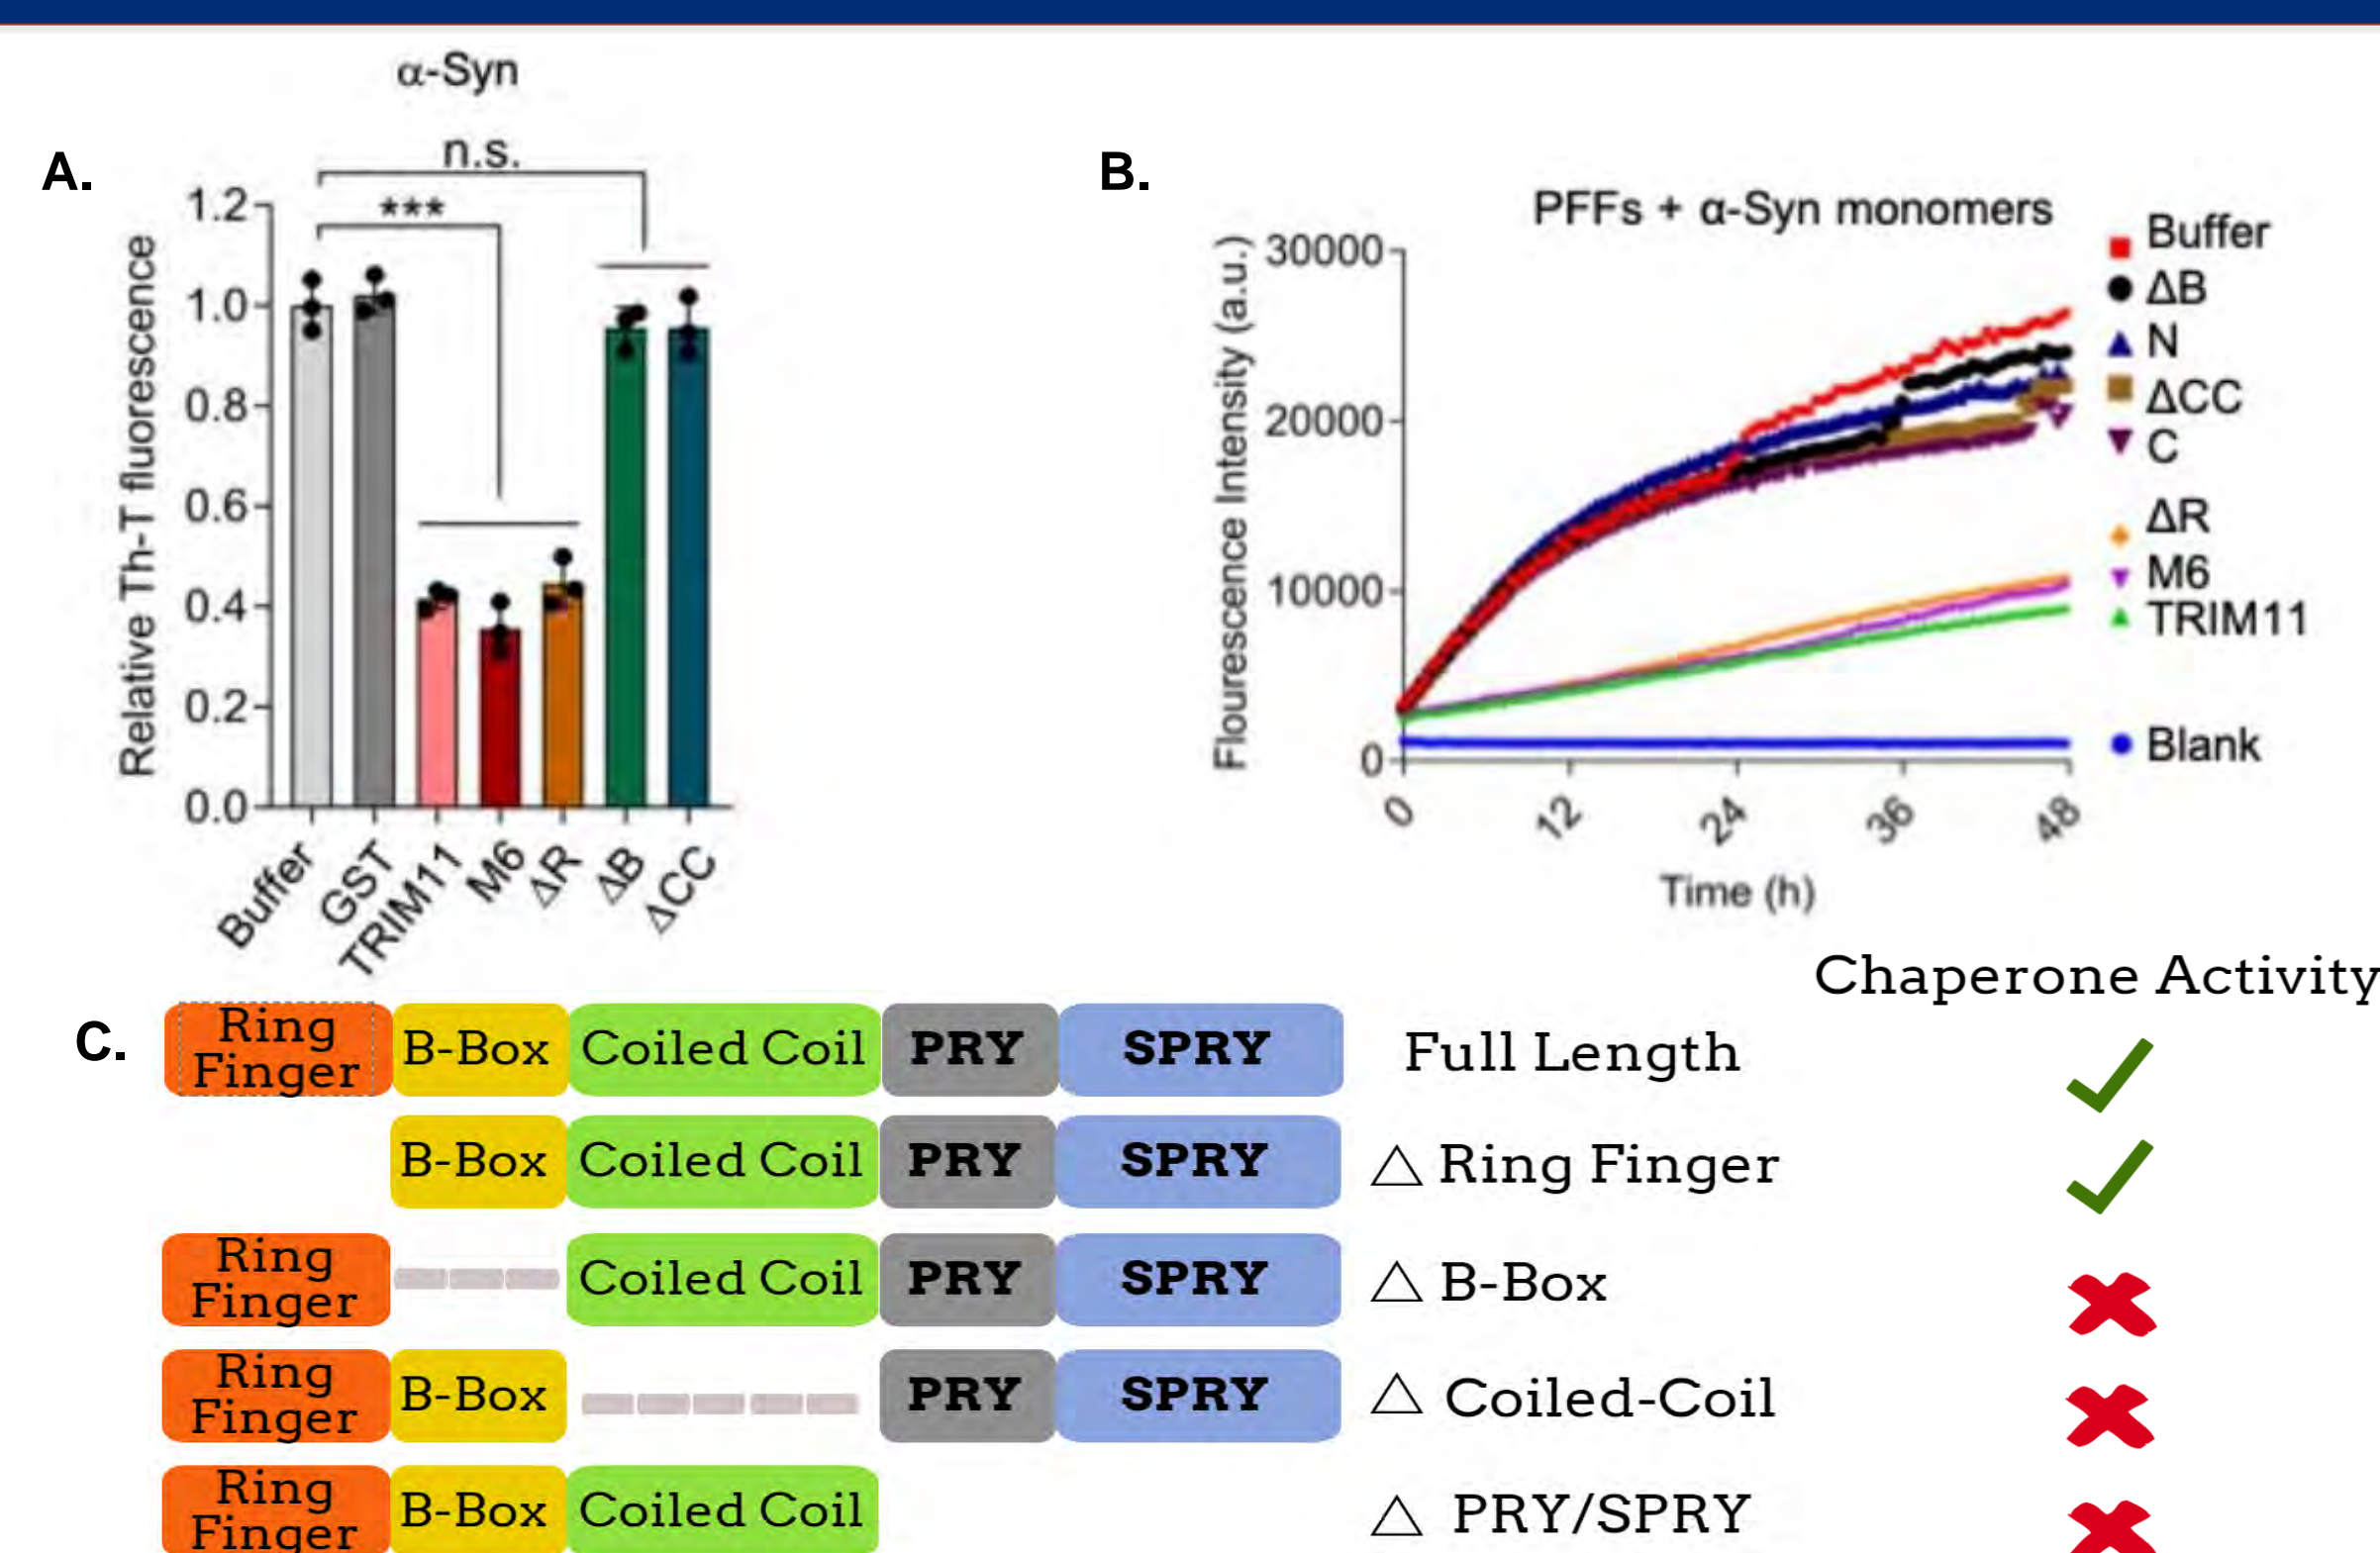 α-Syn
A.
n.s.
***
Relative Th-T fluorescence
1.2
1.0
0.8
0.6
0.4
0.2
0.0
Buffer
GST
TRIM11
M6
ΔR
ΔB
ΔCC
B.
PFFs + α-Syn monomers
Flourescence Intensity (a.u.)
30000
20000
10000
0
0
12
24
36
48
Time (h)
Buffer
ΔB
N
ΔCC
C
ΔR
M6
TRIM11
Blank
Chaperone Activity
C.
Ring Finger B-Box Coiled Coil PRY SPRY Full Length
B-Box Coiled Coil PRY SPRY △ Ring Finger
Ring Finger Coiled Coil PRY SPRY △ B-Box
Ring Finger B-Box PRY SPRY △ Coiled-Coil
Ring Finger B-Box Coiled Coil △ PRY/SPRY